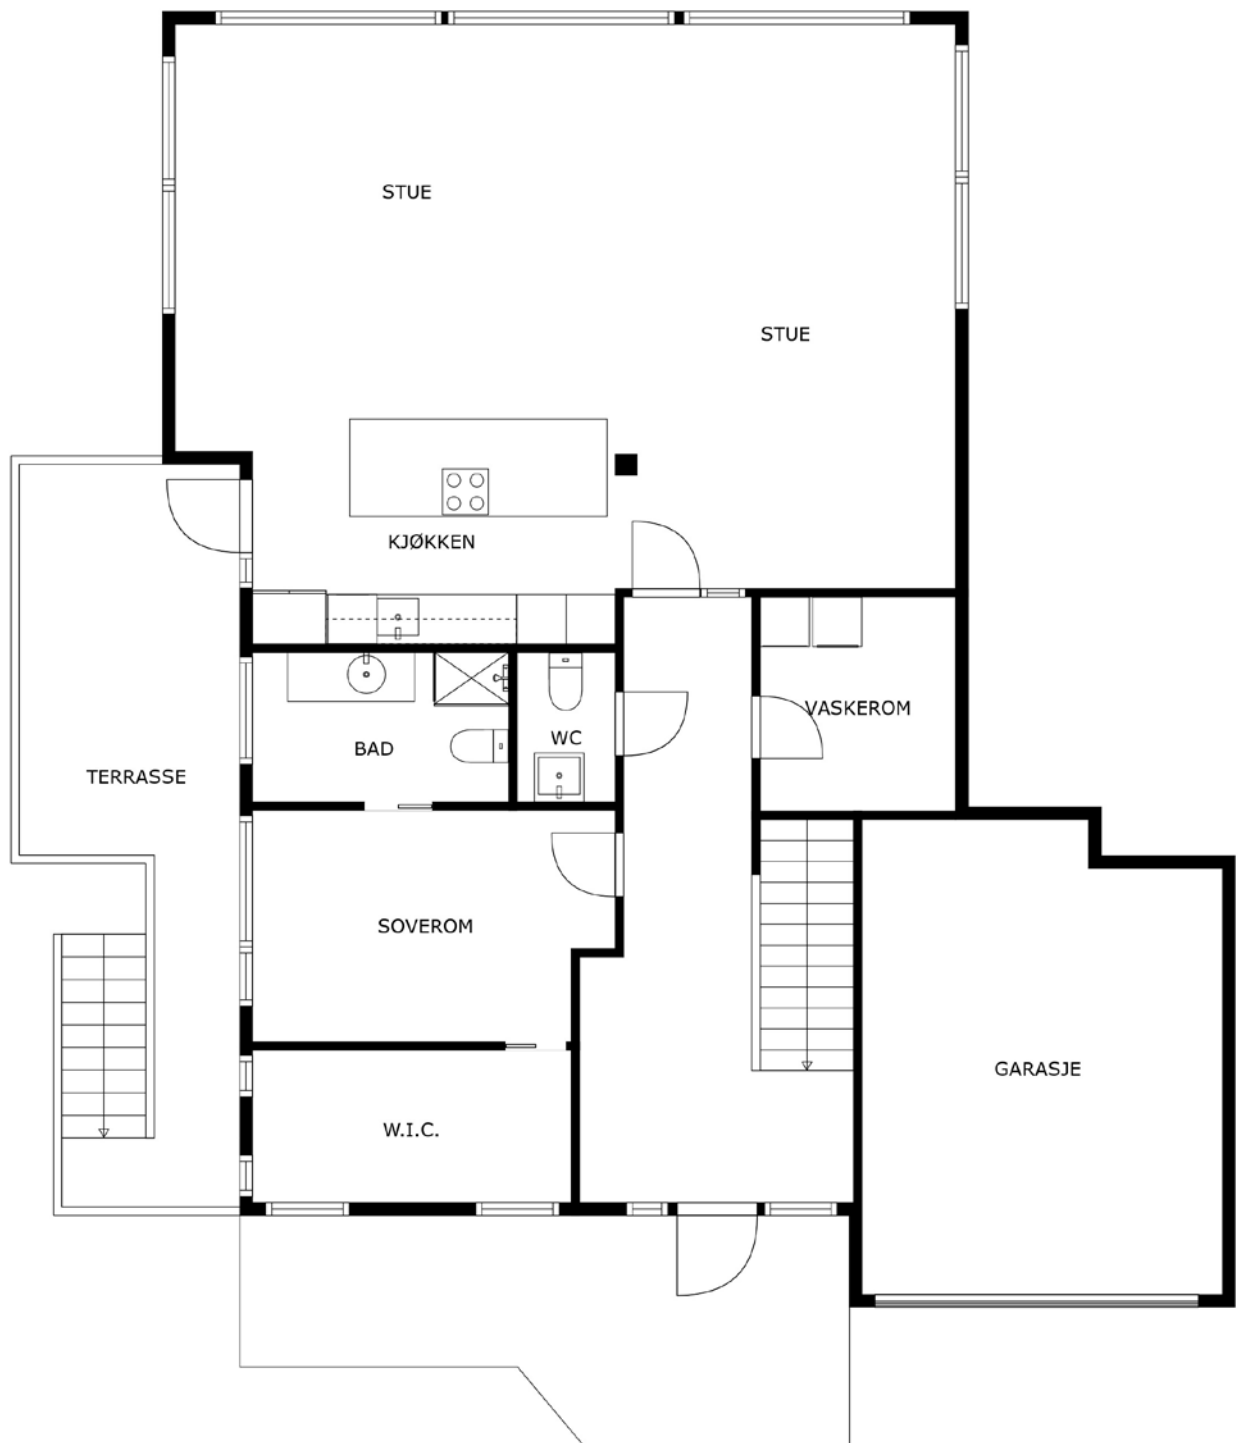 STUE
STUE
KJØKKEN
VASKEROM
WC
BAD
TERRASSE
SOVEROM
GARASJE
W.I.C.